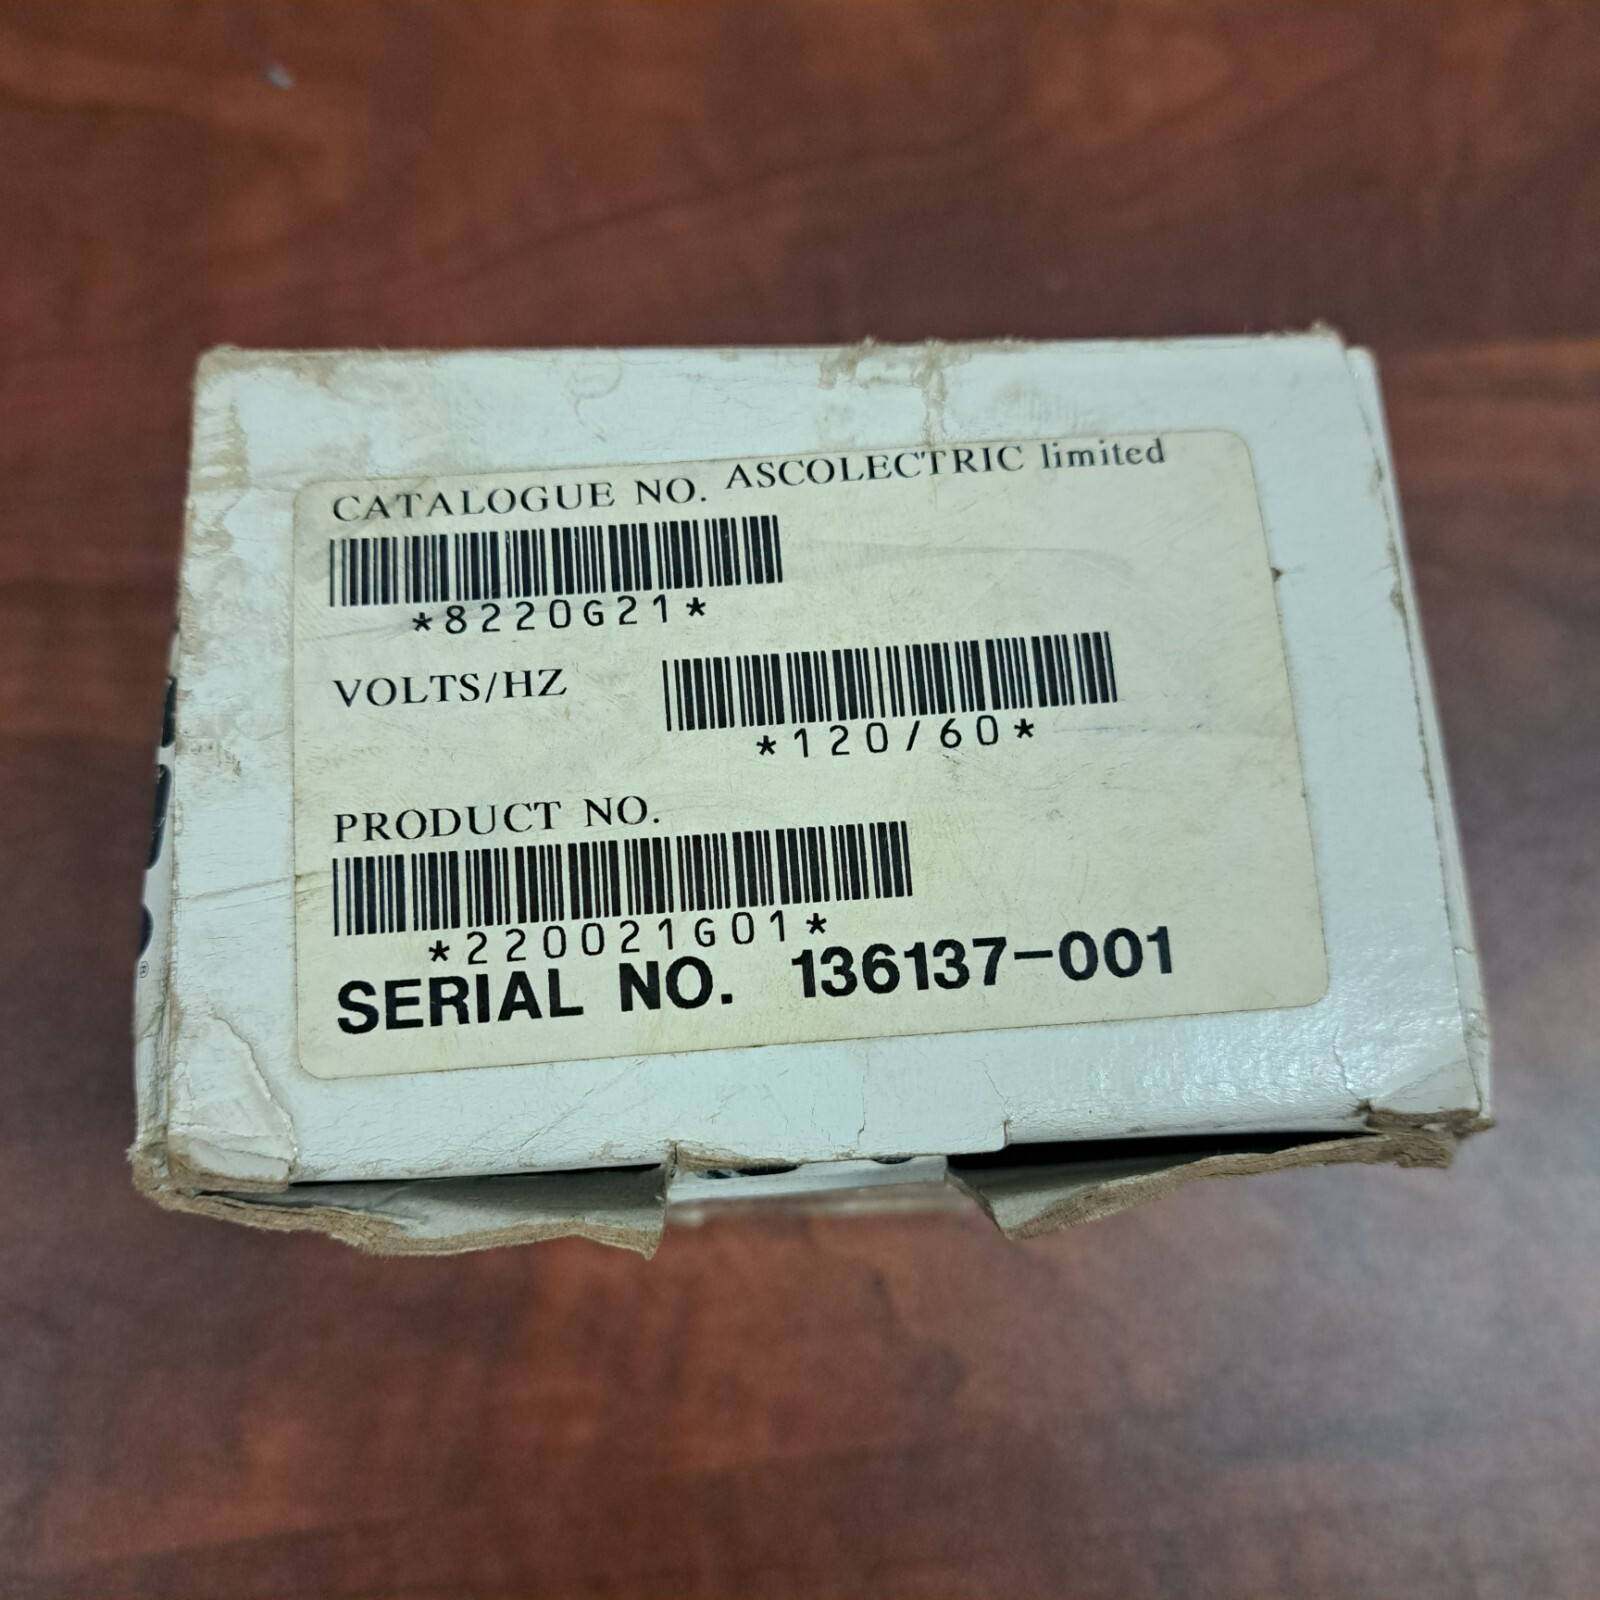 CATALOGUE NO. ASCOLECTRIC limited
*8220G21*
VOLTS/HZ
*120/60*
PRODUCT NO.
*220021G01*
SERIAL NO. 136137-001
®